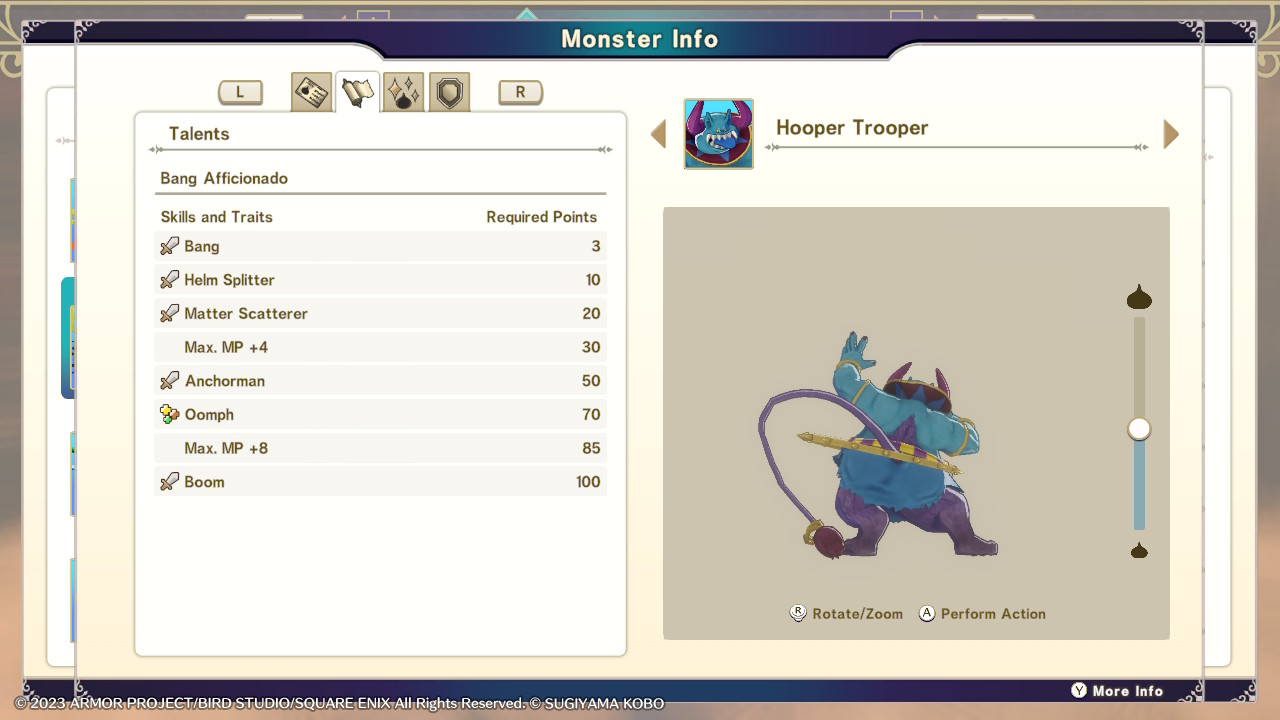 Monster Info
L
R
Talents
Hooper Trooper
Bang Afficionado
Skills and Traits Required Points
Bang 3
Helm Splitter 10
Matter Scatterer 20
Max. MP +4 30
Anchorman 50
Oomph 70
Max. MP +8 85
Boom 100
R Rotate/Zoom A Perform Action
Y More Info
© 2023 ARMOR PROJECT/BIRD STUDIO/SQUARE ENIX All Rights Reserved. © SUGIYAMA KOBO